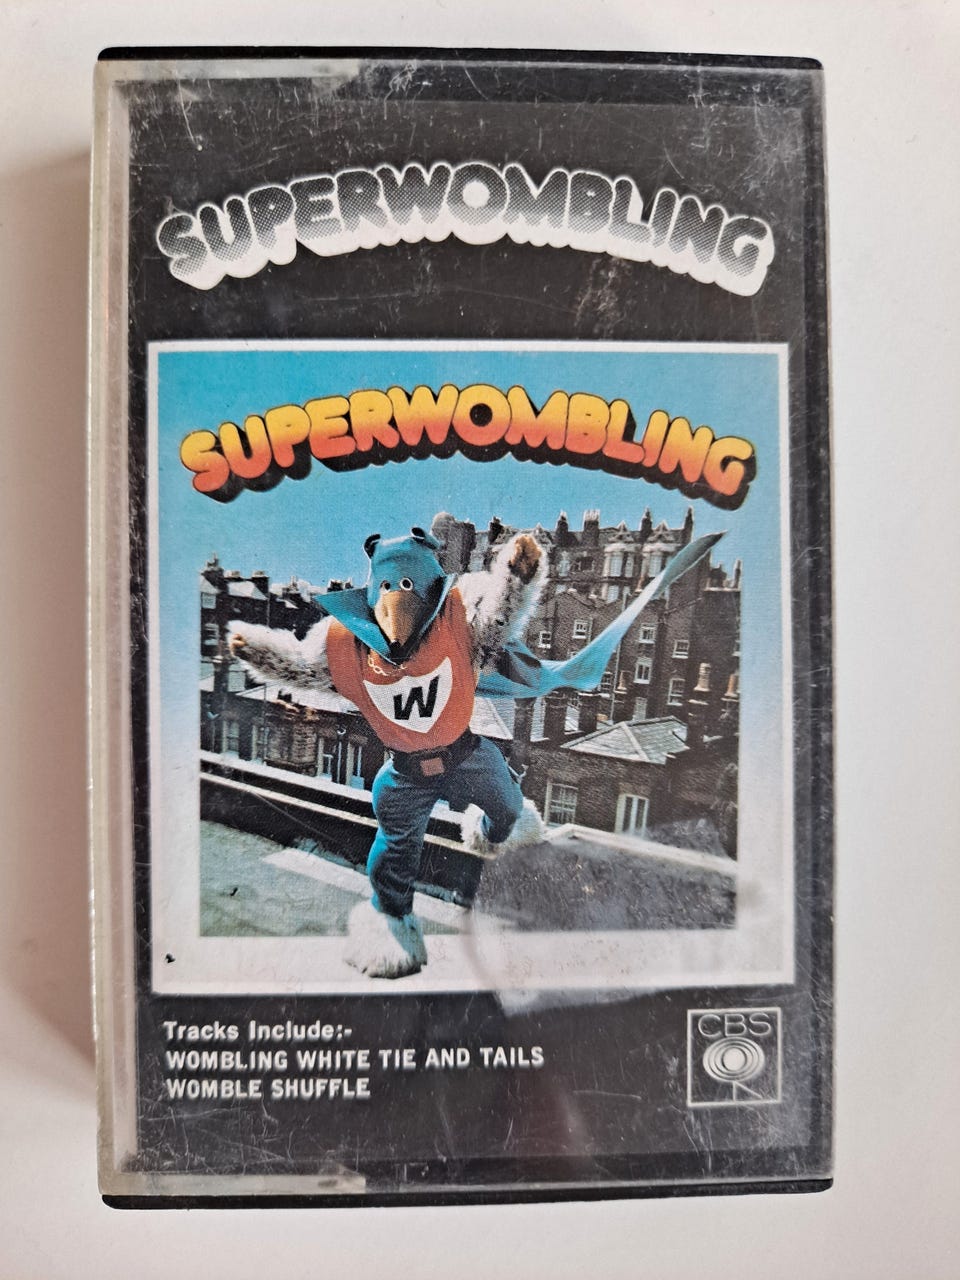 SUPERWOMBLING
SUPERWOMBLING
W
Tracks Include:-
WOMBLING WHITE TIE AND TAILS
WOMBLE SHUFFLE
CBS